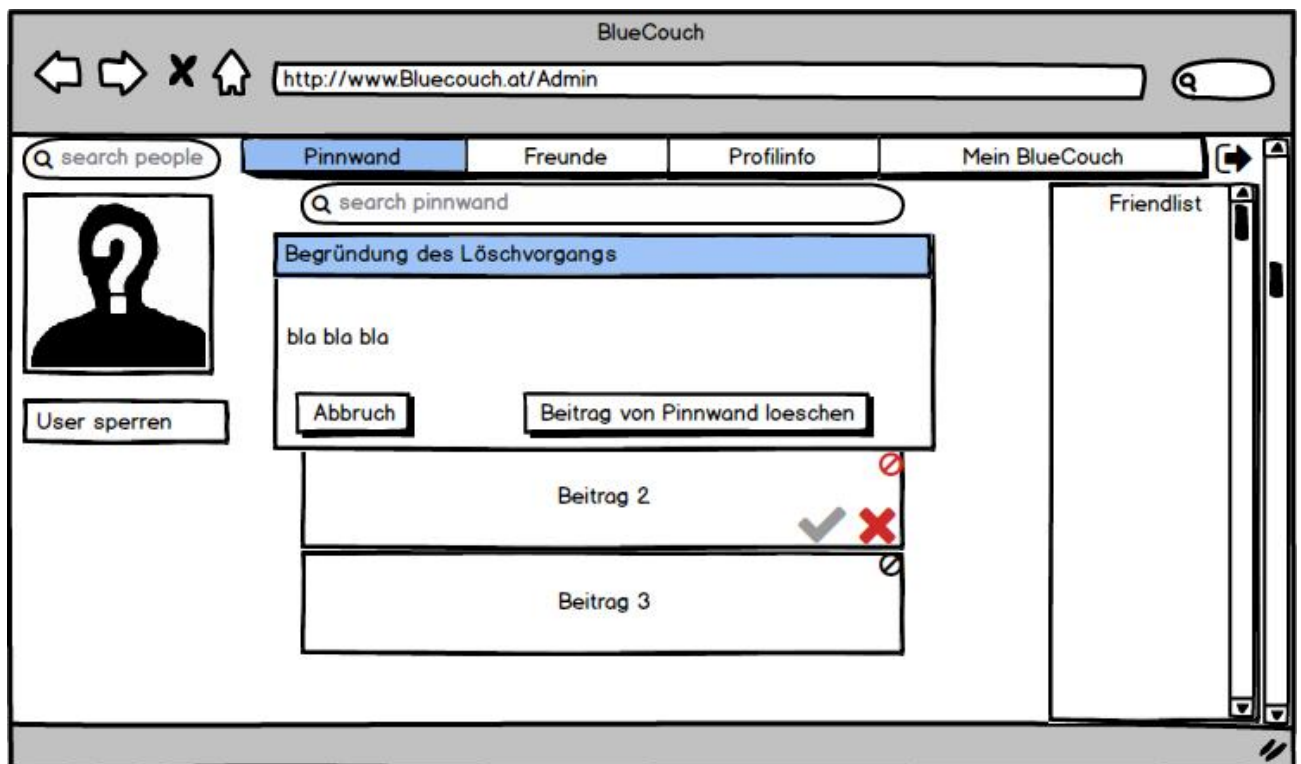 BlueCouch
http://www.Bluecouch.at/Admin
search people
Pinnwand
Freunde
Profilinfo
Mein BlueCouch
search pinnwand
Friendlist
Begründung des Löschvorgangs
bla bla bla
Abbruch
Beitrag von Pinnwand loeschen
User sperren
Beitrag 2
Beitrag 3